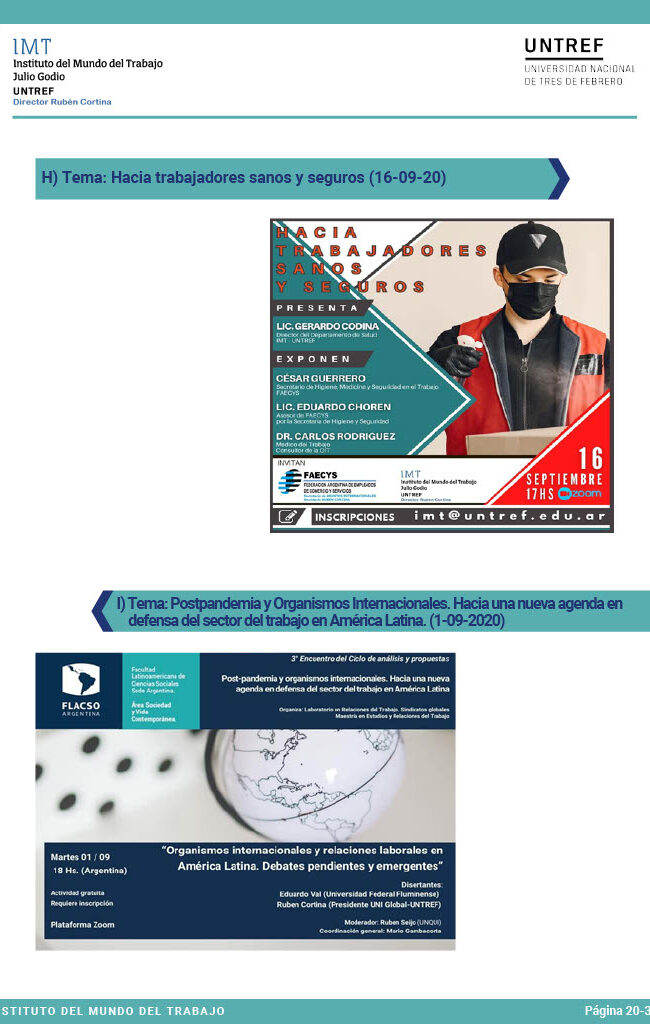 IMT
Instituto del Mundo del Trabajo
Julio Godio
UNTREF
Director Rubén Cortina
UNTREF
UNIVERSIDAD NACIONAL
DE TRES DE FEBRERO
H) Tema: Hacia trabajadores sanos y seguros (16-09-20)
HACIA
TRABAJADORES
SANOS
Y SEGUROS
PRESENTA
LIC. GERARDO CODINA
Director del Departamento de Salud
IMT - UNTREF
EXPONEN
CÉSAR GUERRERO
Secretario de Higiene, Medicina y Seguridad en el Trabajo
FAECYS
LIC. EDUARDO CHOREN
Asesor de FAECYS
por la Secretaría de Higiene y Seguridad
DR. CARLOS RODRIGUEZ
Médico del Trabajo
Consultor de la OIT
INVITAN
FAECYS
FEDERACION ARGENTINA DE EMPLEADOS
DE COMERCIO Y SERVICIOS
IMT
Instituto del Mundo del Trabajo
Julio Godio
UNTREF
Director Rubén Cortina
16
SEPTIEMBRE
17HS zoom
INSCRIPCIONES imt@untref.edu.ar
I) Tema: Postpandemia y Organismos Internacionales. Hacia una nueva agenda en
defensa del sector del trabajo en América Latina. (1-09-2020)
FLACSO
ARGENTINA
Facultad
Latinoamericana de
Ciencias Sociales
Sede Argentina.
Área Sociedad
y Vida
Contemporánea.
3° Encuentro del Ciclo de análisis y propuestas
Post-pandemia y organismos internacionales. Hacia una nueva
agenda en defensa del sector del trabajo en América Latina
Organiza: Laboratorio en Relaciones del Trabajo. Sindicatos globales
Maestría en Estudios y Relaciones del Trabajo
Martes 01 / 09
18 Hs. (Argentina)
Actividad gratuita
Requiere inscripción
Plataforma Zoom
“Organismos internacionales y relaciones laborales en
América Latina. Debates pendientes y emergentes”
Disertantes:
Eduardo Val (Universidad Federal Fluminense)
Ruben Cortina (Presidente UNI Global-UNTREF)
Moderador: Ruben Seijo (UNQUI)
Coordinación general: Mario Gambacorta
STITUTO DEL MUNDO DEL TRABAJO
Página 20-3